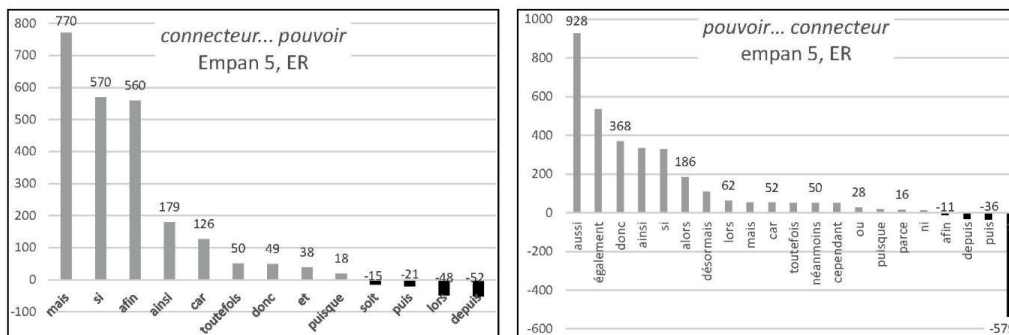 connecteur... pouvoir
Empan 5, ER
800
700
600
500
400
300
200
100
0
-100
770
570
560
179
126
50
49
38
18
-15
-21
-48
-52
mais
si
afin
ainsi
car
toutefois
donc
et
puisque
soit
puis
lors
depuis
pouvoir... connecteur
empan 5, ER
1000
800
600
400
200
0
-200
-400
-600
928
368
186
62
52
50
28
16
-11
-36
aussi
également
donc
ainsi
si
alors
désormais
lors
mais
car
toutefois
néanmoins
cependant
ou
puisque
parce
ni
afin
depuis
puis